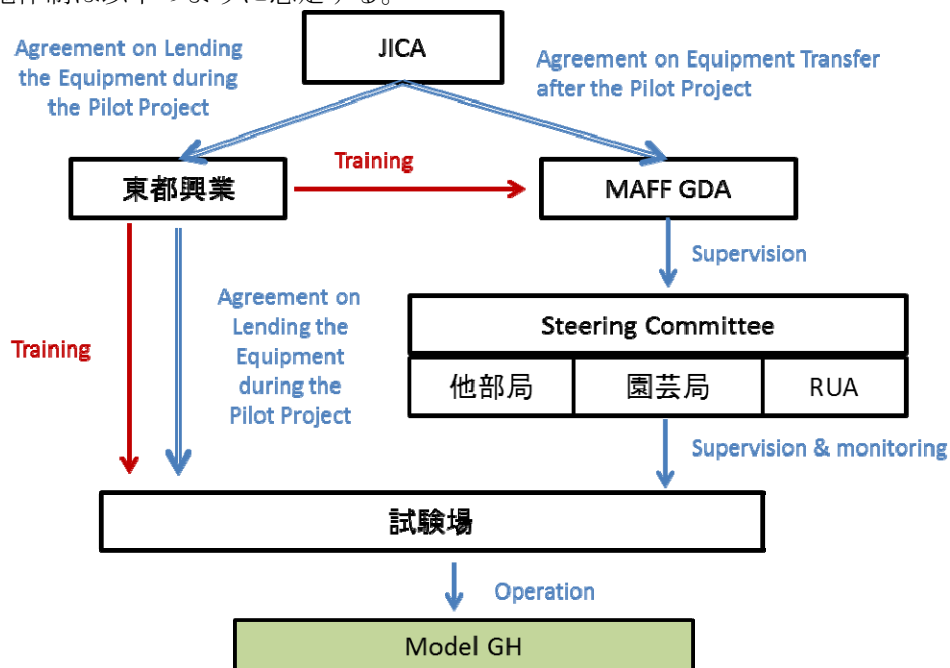 JICA
Agreement on Lending
the Equipment during
the Pilot Project
Agreement on Equipment Transfer
after the Pilot Project
東都興業
Training
MAFF GDA
Supervision
Training
Agreement on
Lending the
Equipment
during the
Pilot Project
Steering Committee
他部局
園芸局
RUA
Supervision & monitoring
試験場
Operation
Model GH